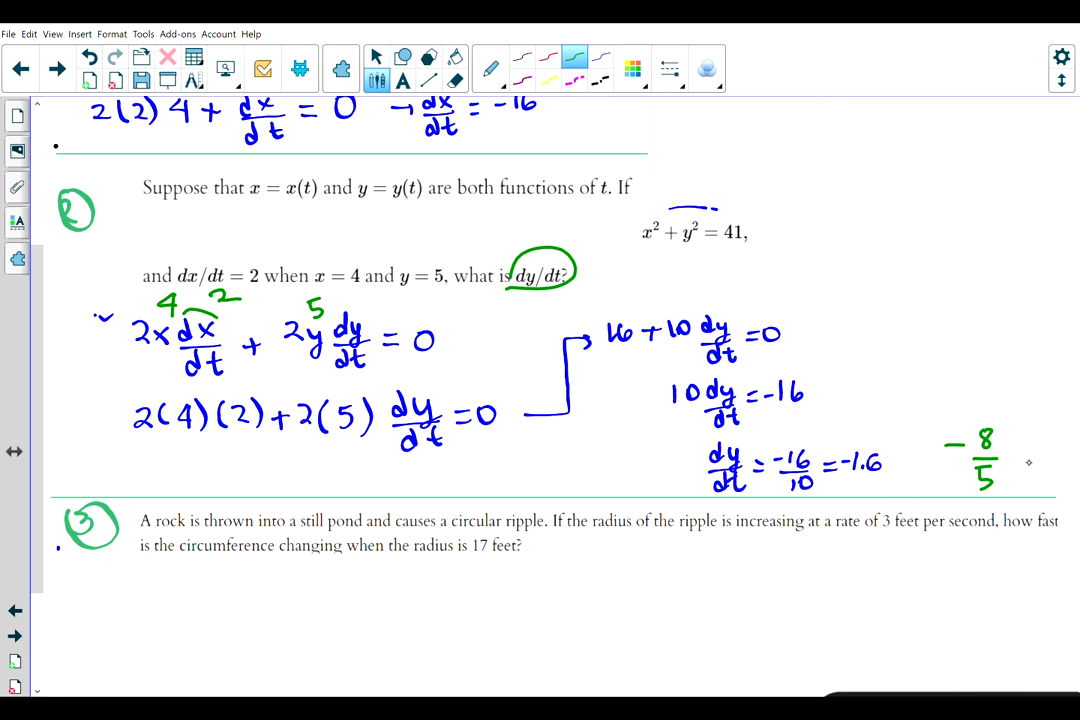 File Edit View Insert Format Tools Add-ons Account Help
2(2) 4 + dx/dt = 0 → dx/dt = -16
2
Suppose that x = x(t) and y = y(t) are both functions of t. If
x² + y² = 41,
and dx/dt = 2 when x = 4 and y = 5, what is dy/dt?
4 2 5
2x dx/dt + 2y dy/dt = 0
2(4)(2) + 2(5) dy/dt = 0
16 + 10 dy/dt = 0
10 dy/dt = -16
dy/dt = -16/10 = -1.6
- 8/5
3
A rock is thrown into a still pond and causes a circular ripple. If the radius of the ripple is increasing at a rate of 3 feet per second, how fast
is the circumference changing when the radius is 17 feet?